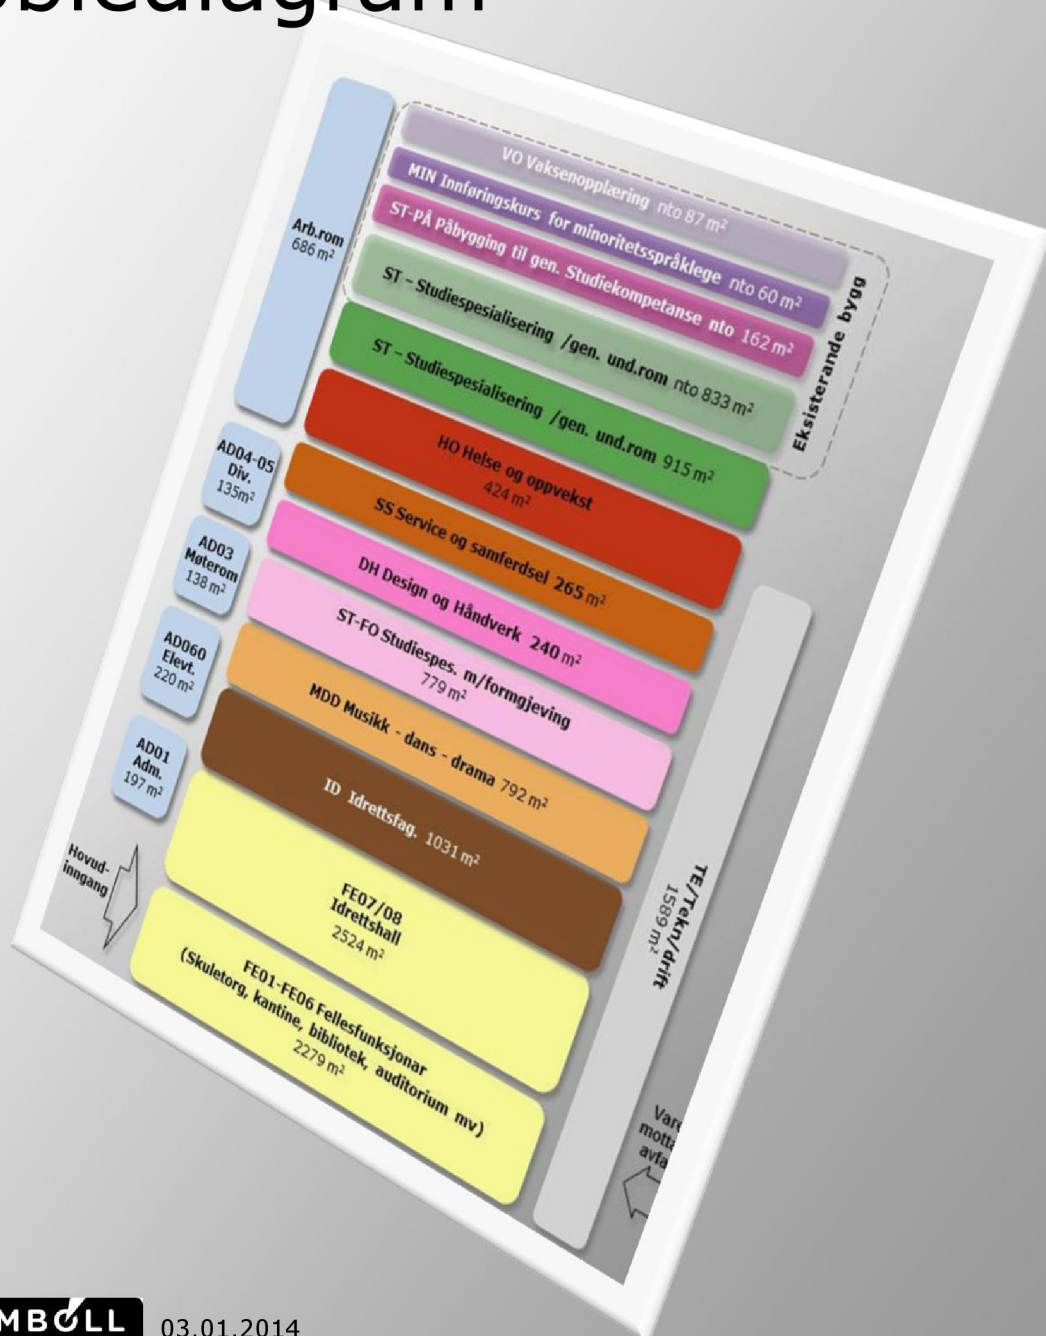 Arb.rom
686 m²
VO Vaksenopplæring nto 87 m²
MIN Innføringskurs for minoritetsspråklege nto 60 m²
ST-PÅ Påbygging til gen. Studiekompetanse nto 162 m²
ST – Studiespesialisering /gen. und.rom nto 833 m²
Eksisterande bygg
ST – Studiespesialisering /gen. und.rom 915 m²
HO Helse og oppvekst
424 m²
AD04-05
Div.
135m²
SS Service og samferdsel 265 m²
AD03
Møterom
138 m²
DH Design og Håndverk 240 m²
ST-FO Studiespes. m/formgjeving
779 m²
AD060
Elevt.
220 m²
MDD Musikk - dans - drama 792 m²
AD01
Adm.
197 m²
ID Idrettsfag. 1031 m²
TE/Tekn/drift
1589 m²
Hovud-
inngang
FE07/08
Idrettshall
2524 m²
FE01-FE06 Fellesfunksjonar
(Skuletorg, kantine, bibliotek, auditorium mv)
2279 m²
03.01.2014